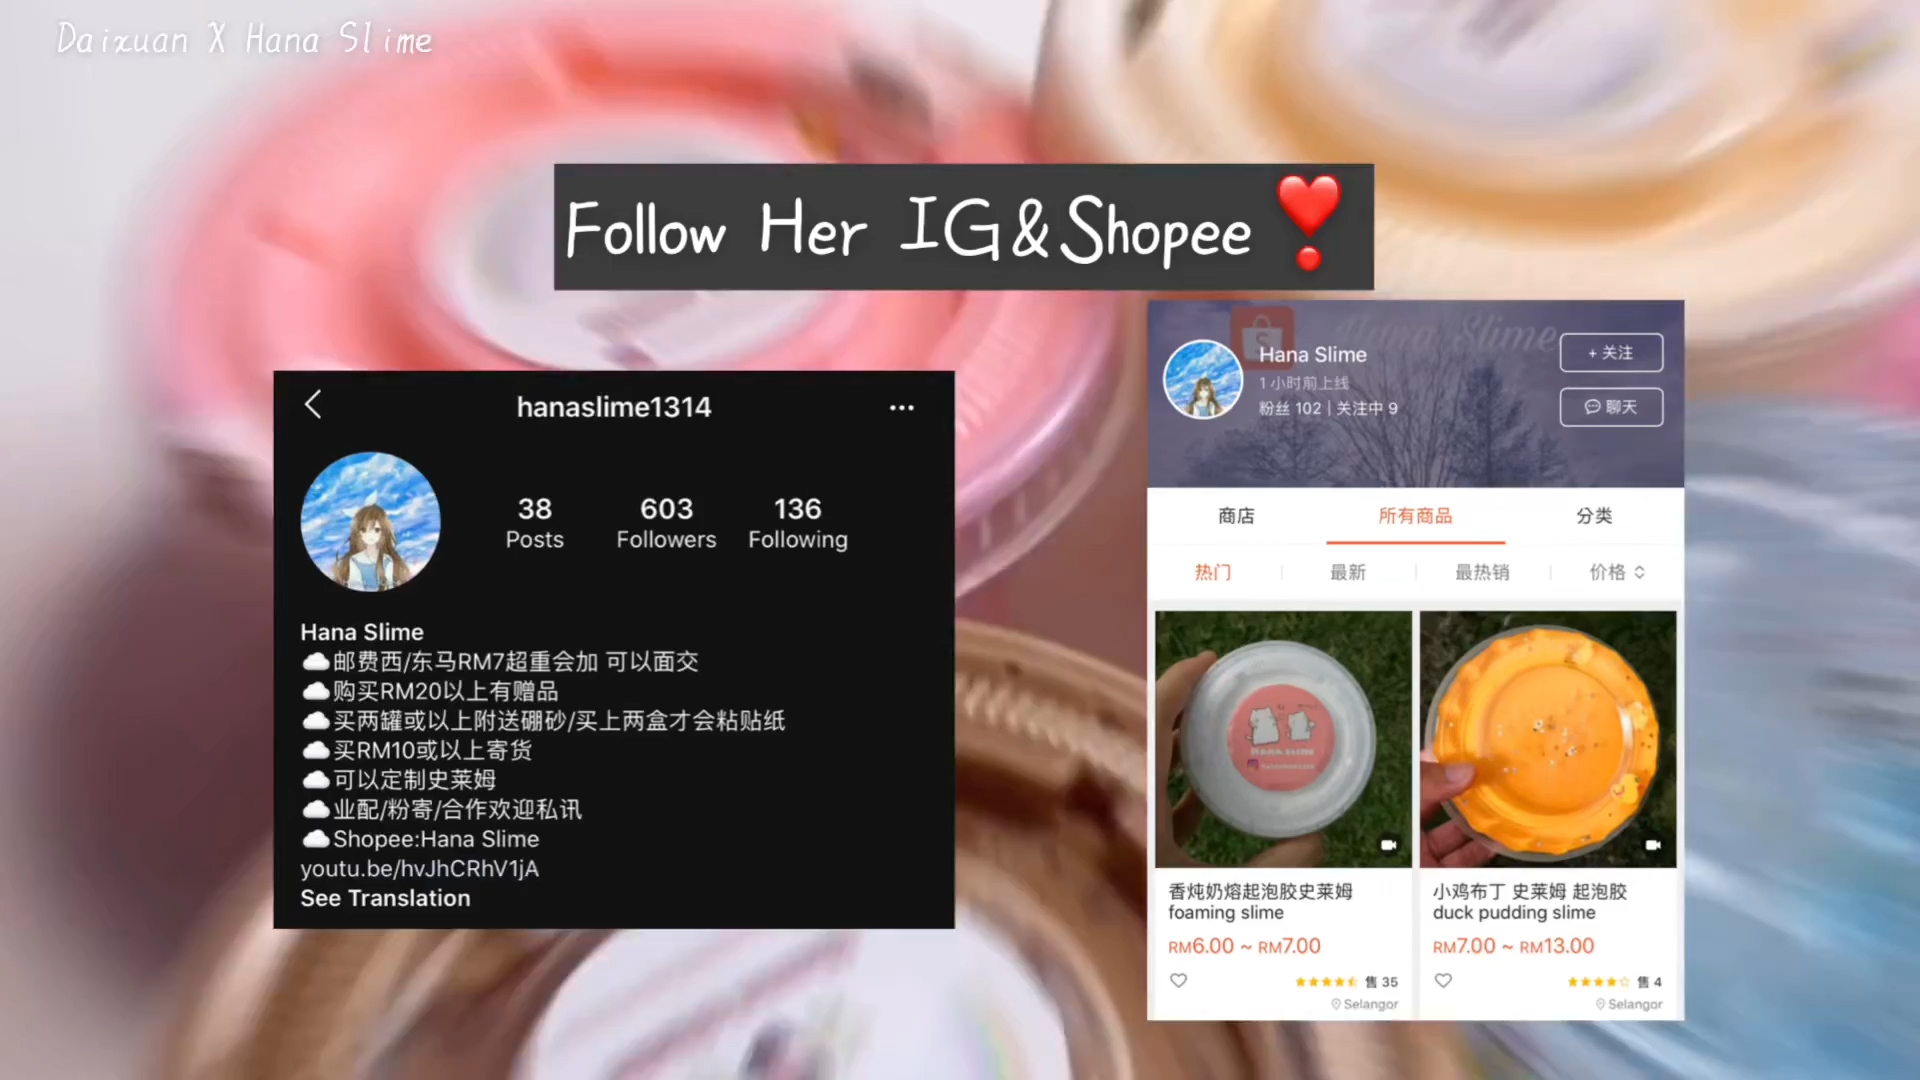 Daixuan X Hana Slime
Follow Her IG&Shopee❣️
hanaslime1314
38
Posts
603
Followers
136
Following
Hana Slime
☁️邮费西/东马RM7超重会加 可以面交
☁️购买RM20以上有赠品
☁️买两罐或以上附送硼砂/买上两盒才会粘贴纸
☁️买RM10或以上寄货
☁️可以定制史莱姆
☁️业配/粉寄/合作欢迎私讯
☁️Shopee:Hana Slime
youtu.be/hvJhCRhV1jA
See Translation
Hana Slime
Hana Slime
1 小时前上线
粉丝 102 | 关注中 9
+ 关注
聊天
商店
所有商品
分类
热门
最新
最热销
价格
HANA SLIME
香炖奶熔起泡胶史莱姆
foaming slime
RM6.00 ~ RM7.00
售 35
Selangor
小鸡布丁 史莱姆 起泡胶
duck pudding slime
RM7.00 ~ RM13.00
售 4
Selangor